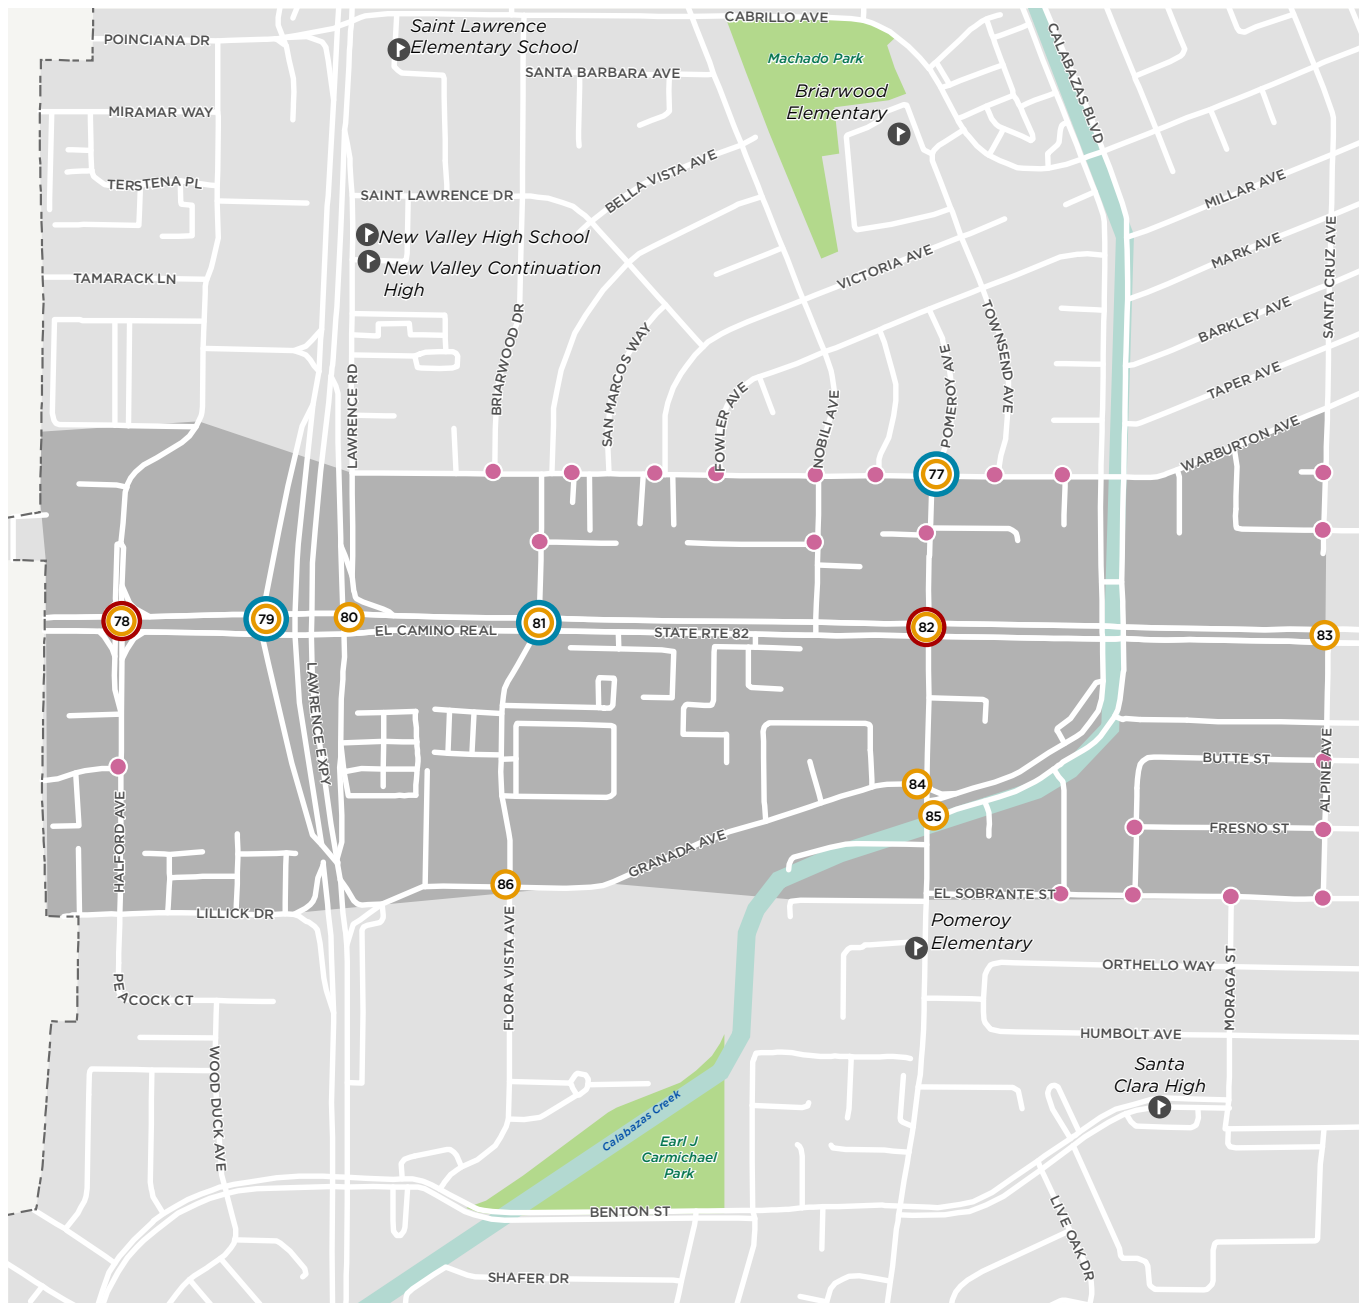 CABRILLO AVE
Saint Lawrence
Elementary School
POINCIANA DR
CALABAZAS BLVD
Machado Park
SANTA BARBARA AVE
Briarwood
Elementary
MIRAMAR WAY
BELLA VISTA AVE
TERSTENA PL
SAINT LAWRENCE DR
MILLAR AVE
New Valley High School
MARK AVE
SANTA CRUZ AVE
New Valley Continuation
High
VICTORIA AVE
TAMARACK LN
BARKLEY AVE
BRIARWOOD DR
SAN MARCOS WAY
TOWNSEND AVE
POMEROY AVE
TAPER AVE
LAWRENCE RD
FOWLER AVE
NOBILI AVE
WARBURTON AVE
77
78
79
80
81
82
83
EL CAMINO REAL
STATE RTE 82
LAWRENCE EXPY
BUTTE ST
ALPINE AVE
84
85
HALFORD AVE
FRESNO ST
GRANADA AVE
86
EL SOBRANTE ST
LILLICK DR
Pomeroy
Elementary
FLORA VISTA AVE
ORTHELLO WAY
MORAGA ST
PEACOCK CT
HUMBOLT AVE
WOOD DUCK AVE
Santa
Clara High
Calabazas Creek
Earl J
Carmichael
Park
BENTON ST
LIVE OAK DR
SHAFER DR